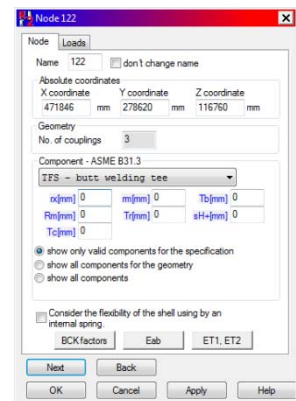 Node 122
Node Loads
Name 122 don't change name
Absolute coordinates
X coordinate Y coordinate Z coordinate
471846 mm 278620 mm 116760 mm
Geometry
No. of couplings 3
Component - ASME B31.3
TFS - butt welding tee
rx[mm] 0 rn[mm] 0 Tb[mm] 0
Rm[mm] 0 Tr[mm] 0 sH+[mm] 0
Tc[mm] 0
show only valid components for the specification
show all components for the geometry
show all components
Consider the flexibility of the shell using by an
internal spring.
BCK factors Eab ET1, ET2
Next Back
OK Cancel Apply Help